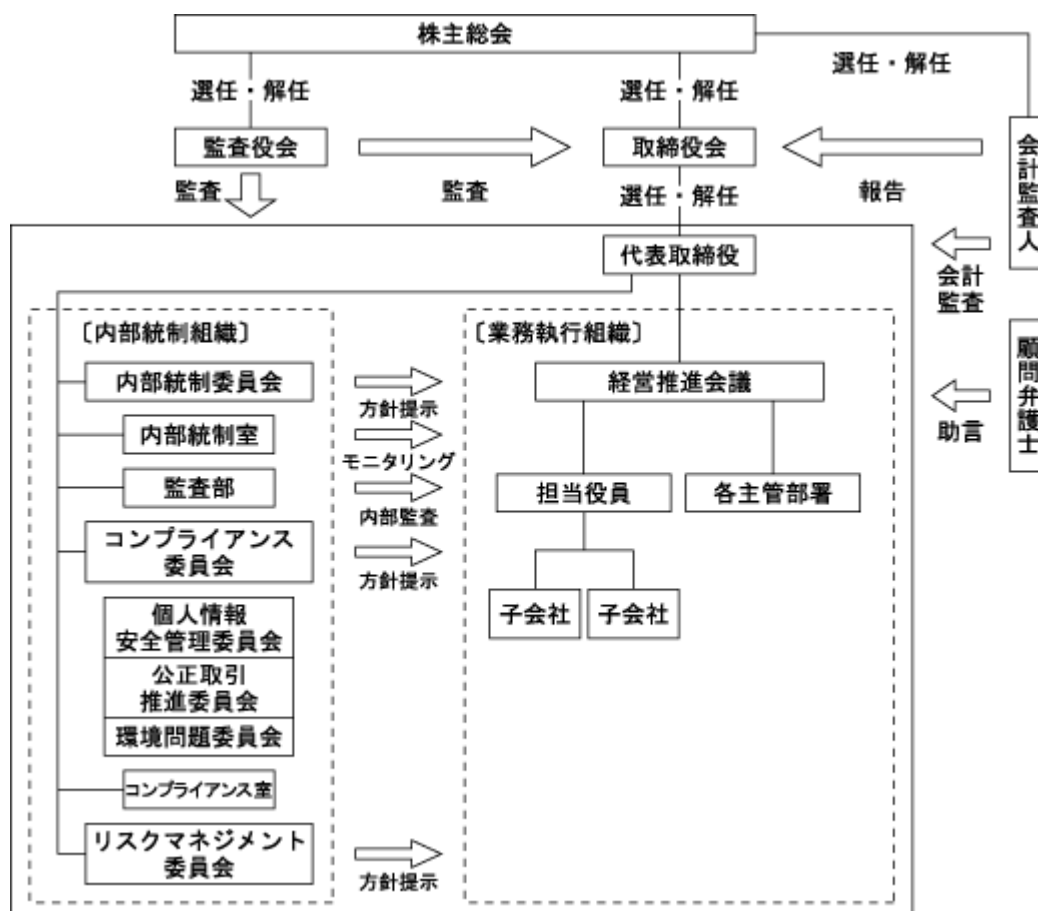 株主総会
選任・解任
選任・解任
選任・解任
監査役会
取締役会
会計監査人
監査
監査
選任・解任
報告
代表取締役
会計
監査
〔内部統制組織〕
〔業務執行組織〕
顧問弁護士
内部統制委員会
方針提示
経営推進会議
助言
内部統制室
モニタリング
監査部
内部監査
担当役員
各主管部署
コンプライアンス
委員会
方針提示
子会社
子会社
個人情報
安全管理委員会
公正取引
推進委員会
環境問題委員会
コンプライアンス室
リスクマネジメント
委員会
方針提示